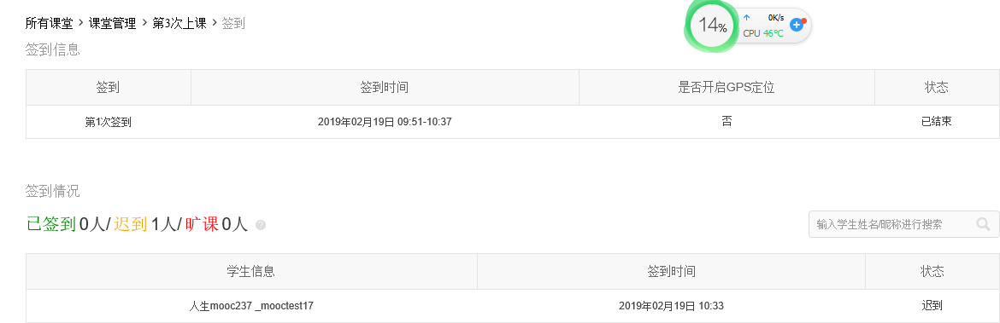 所有课堂 > 课堂管理 > 第3次上课 > 签到
14% 0K/s
CPU 46℃
签到信息
签到 签到时间 是否开启GPS定位 状态
第1次签到 2019年02月19日 09:51-10:37 否 已结束
签到情况
已签到0人/迟到1人/旷课0人 ?
输入学生姓名/昵称进行搜索
学生信息 签到时间 状态
人生mooc237 _mooctest17 2019年02月19日 10:33 迟到